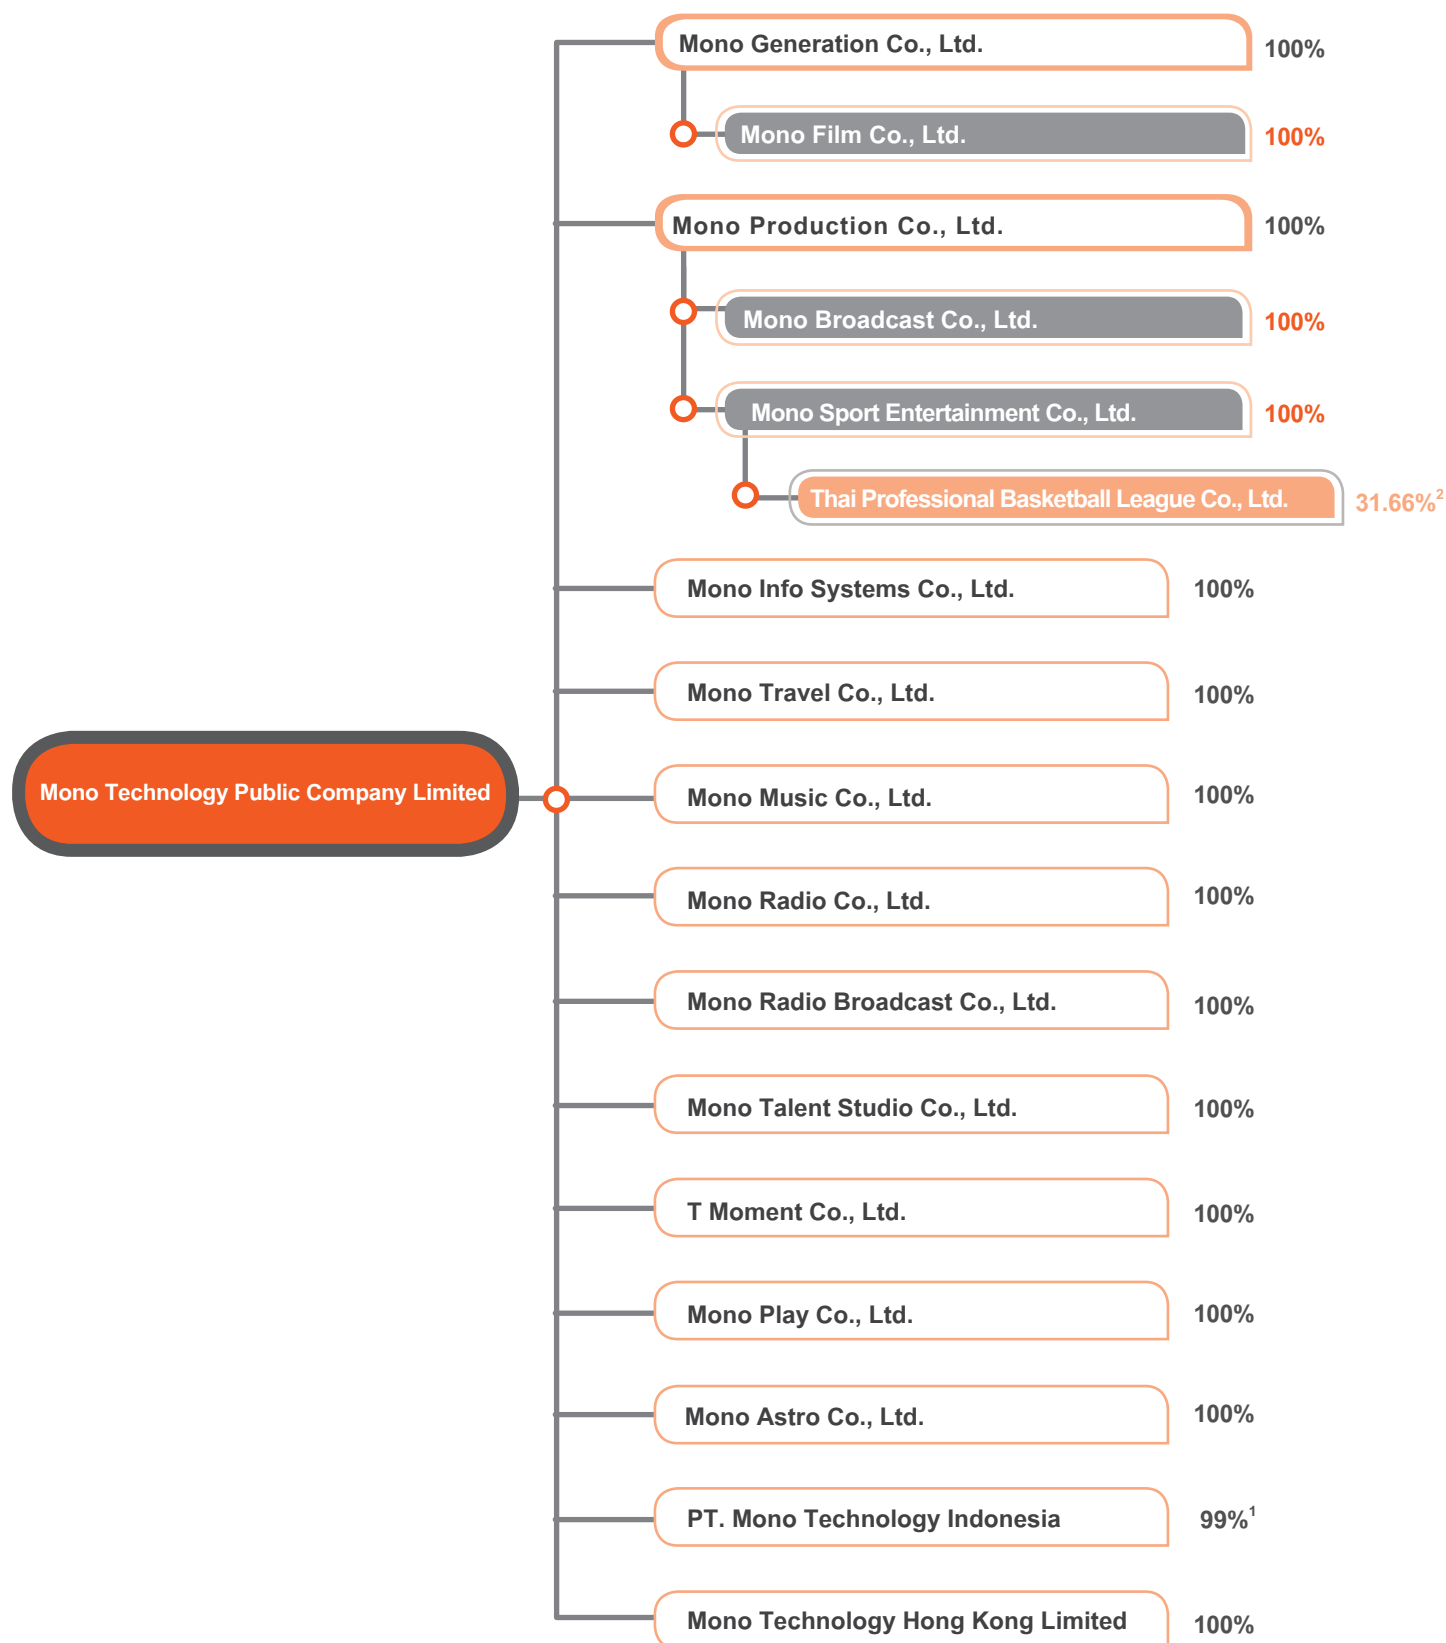 Mono Generation Co., Ltd. 100%
Mono Film Co., Ltd. 100%
Mono Production Co., Ltd. 100%
Mono Broadcast Co., Ltd. 100%
Mono Sport Entertainment Co., Ltd. 100%
Thai Professional Basketball League Co., Ltd. 31.66%²
Mono Info Systems Co., Ltd. 100%
Mono Travel Co., Ltd. 100%
Mono Technology Public Company Limited
Mono Music Co., Ltd. 100%
Mono Radio Co., Ltd. 100%
Mono Radio Broadcast Co., Ltd. 100%
Mono Talent Studio Co., Ltd. 100%
T Moment Co., Ltd. 100%
Mono Play Co., Ltd. 100%
Mono Astro Co., Ltd. 100%
PT. Mono Technology Indonesia 99%¹
Mono Technology Hong Kong Limited 100%